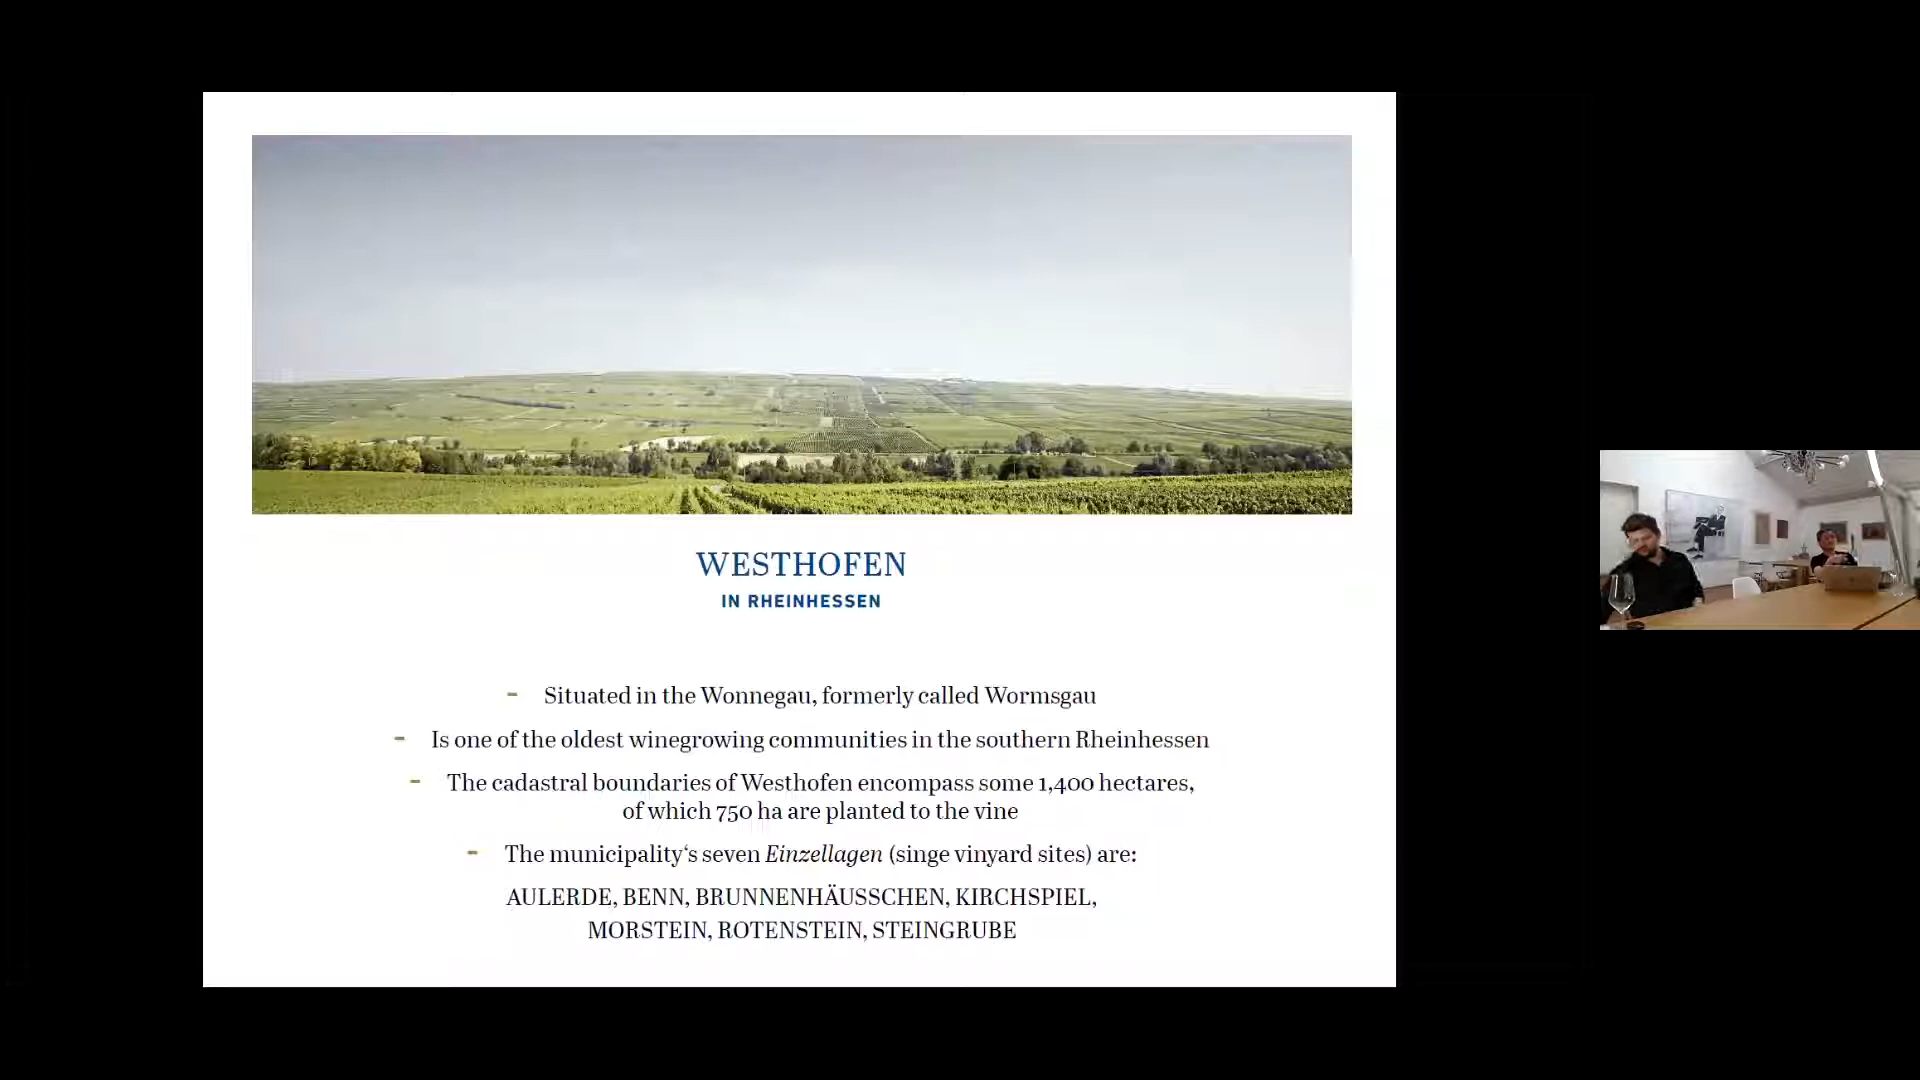 WESTHOFEN
IN RHEINHESSEN
- Situated in the Wonnegau, formerly called Wormsgau
- Is one of the oldest winegrowing communities in the southern Rheinhessen
- The cadastral boundaries of Westhofen encompass some 1,400 hectares,
of which 750 ha are planted to the vine
- The municipality‘s seven Einzellagen (singe vinyard sites) are:
AULERDE, BENN, BRUNNENHÄUSSCHEN, KIRCHSPIEL,
MORSTEIN, ROTENSTEIN, STEINGRUBE